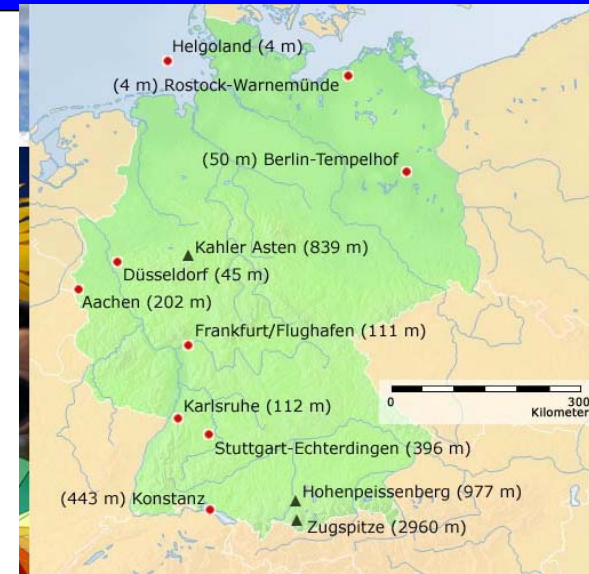 Helgoland (4 m)
(4 m) Rostock-Warnemünde
(50 m) Berlin-Tempelhof
Kahler Asten (839 m)
Düsseldorf (45 m)
Aachen (202 m)
Frankfurt/Flughafen (111 m)
0 300
Kilometer
Karlsruhe (112 m)
Stuttgart-Echterdingen (396 m)
(443 m) Konstanz
Hohenpeissenberg (977 m)
Zugspitze (2960 m)